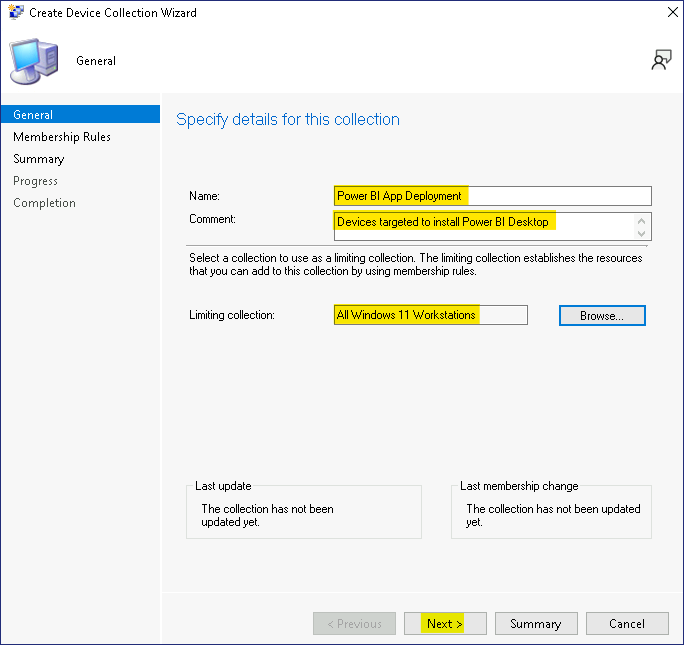 Create Device Collection Wizard
General
General
Membership Rules
Summary
Progress
Completion
Specify details for this collection
Name:
Power BI App Deployment
Comment:
Devices targeted to install Power BI Desktop
Select a collection to use as a limiting collection. The limiting collection establishes the resources
that you can add to this collection by using membership rules.
Limiting collection:
All Windows 11 Workstations
Browse...
Last update
The collection has not been
updated yet.
Last membership change
The collection has not been updated
yet.
< Previous
Next >
Summary
Cancel